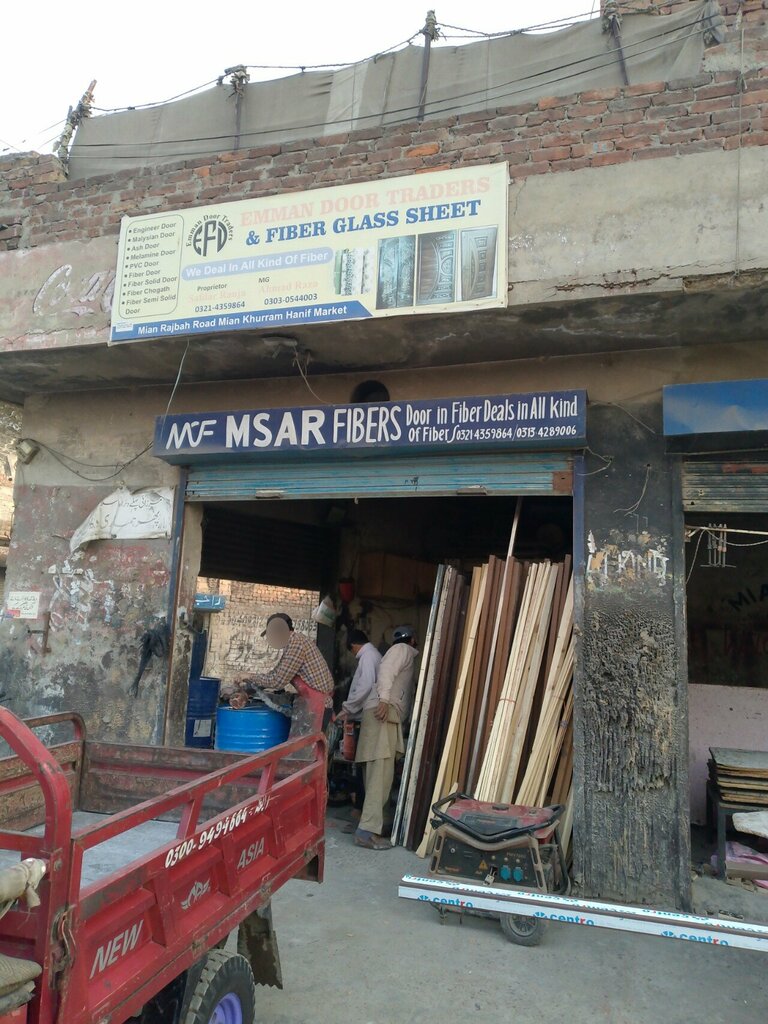 EMMAN DOOR TRADERS
& FIBER GLASS SHEET
Emman Door Traders
EFD
• Engineer Door
• Malysian Door
• Ash Door
• Melamine Door
• PVC Door
• Fiber Door
• Fiber Solid Door
• Fiber Chogath
• Fiber Semi Solid
Door
We Deal In All Kind Of Fiber
Proprietor
0321-4359864
MG
Ahmad Raza
0303-0544003
Mian Rajbah Road Mian Khurram Hanif Market
MCF MSAR FIBERS Door in Fiber Deals in All kind
Of Fiber 0321 4359864 / 0313 4289006
0300-9494664
ASIA
NEW
centro
centro
centro